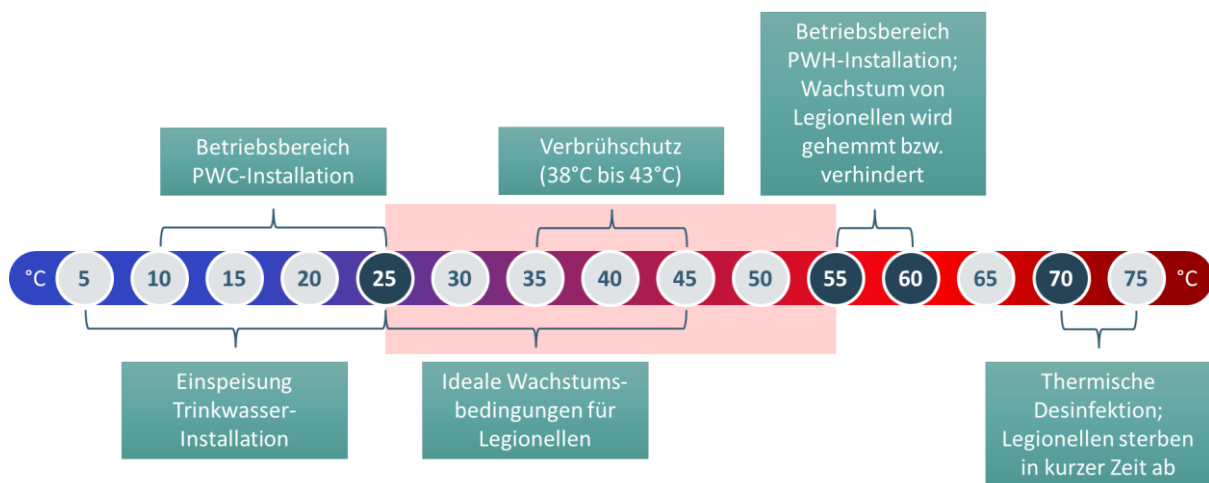 Betriebsbereich
PWH-Installation;
Wachstum von
Legionellen wird
gehemmt bzw.
verhindert
Betriebsbereich
PWC-Installation
Verbrühschutz
(38°C bis 43°C)
°C 5 10 15 20 25 30 35 40 45 50 55 60 65 70 75 °C
Einspeisung
Trinkwasser-
Installation
Ideale Wachstums-
bedingungen für
Legionellen
Thermische
Desinfektion;
Legionellen sterben
in kurzer Zeit ab